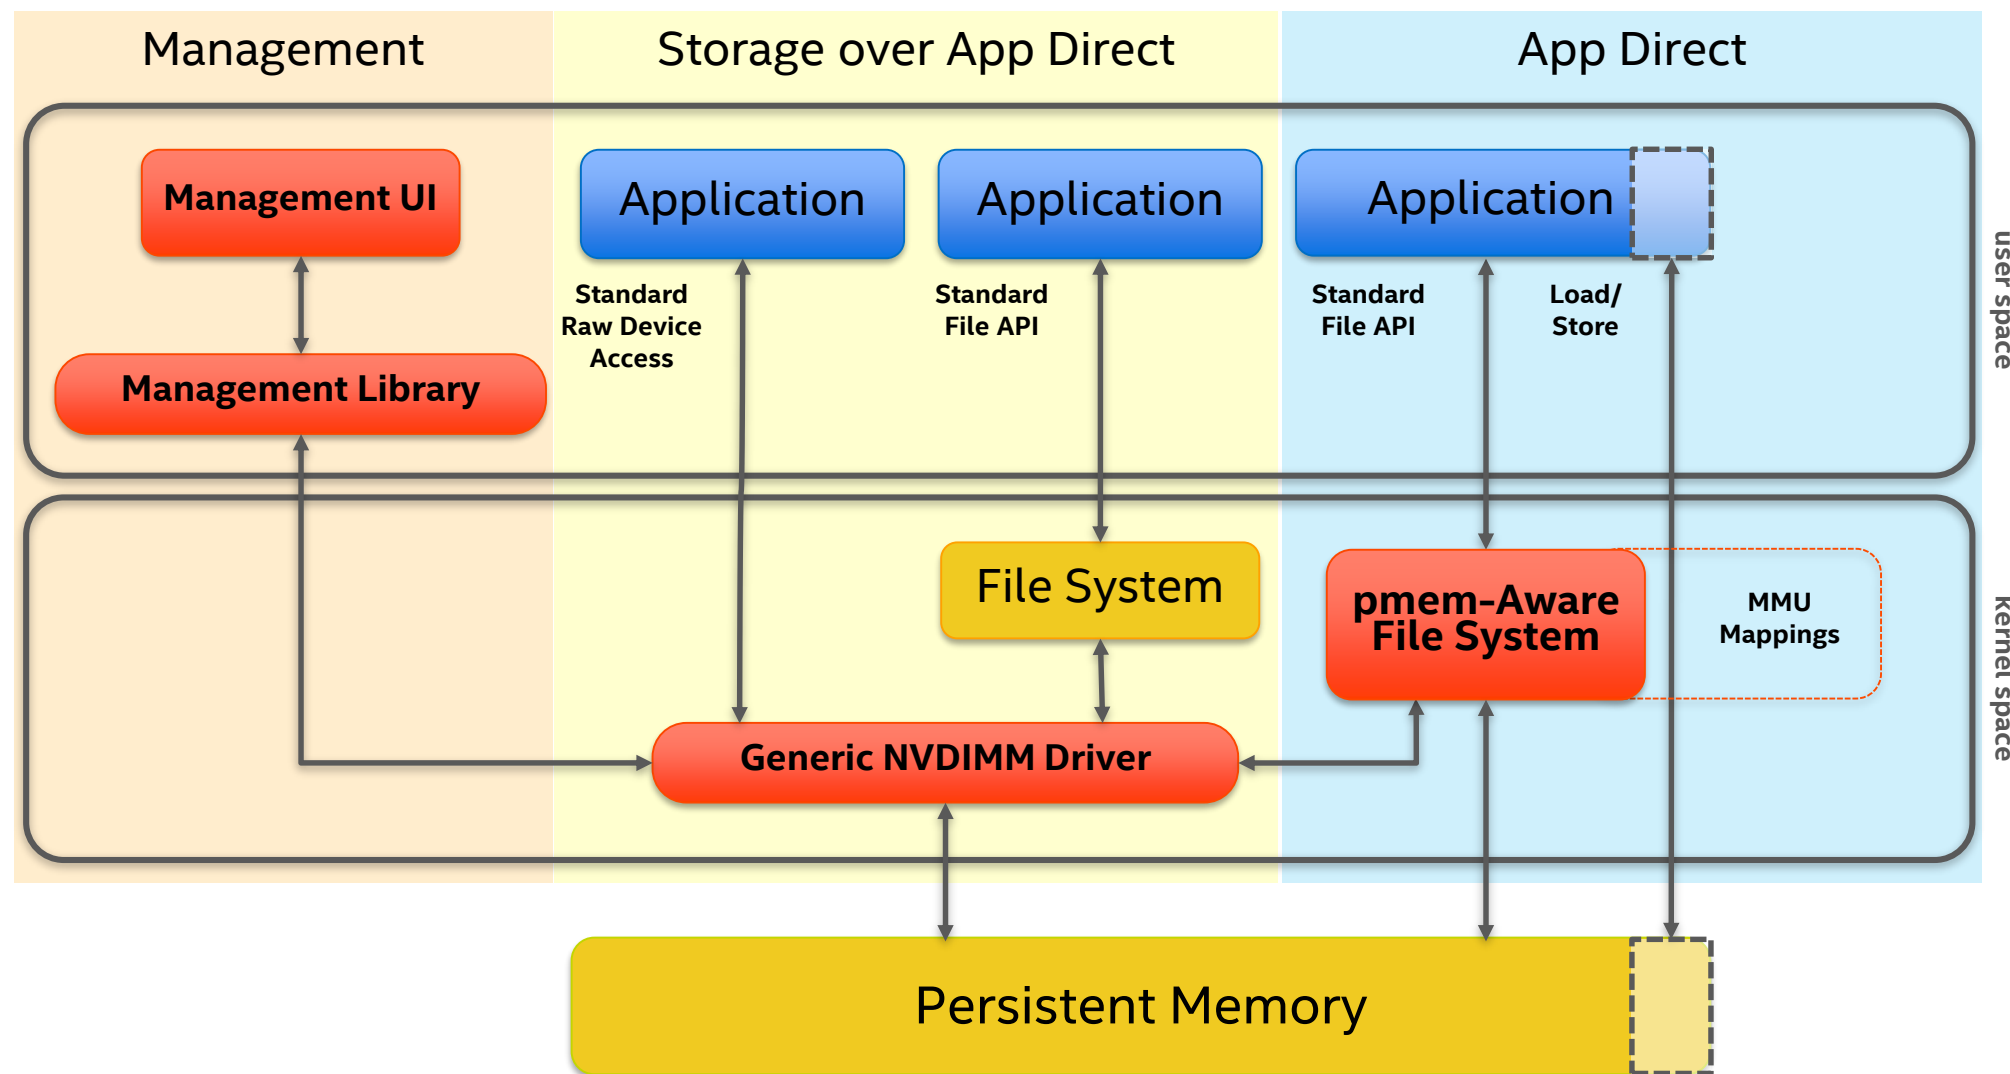 Management
Storage over App Direct
App Direct
Management UI
Application
Application
Application
Standard
Raw Device
Access
Standard
File API
Standard
File API
Load/
Store
Management Library
user space
File System
pmem-Aware
File System
MMU
Mappings
Kernel space
Generic NVDIMM Driver
Persistent Memory